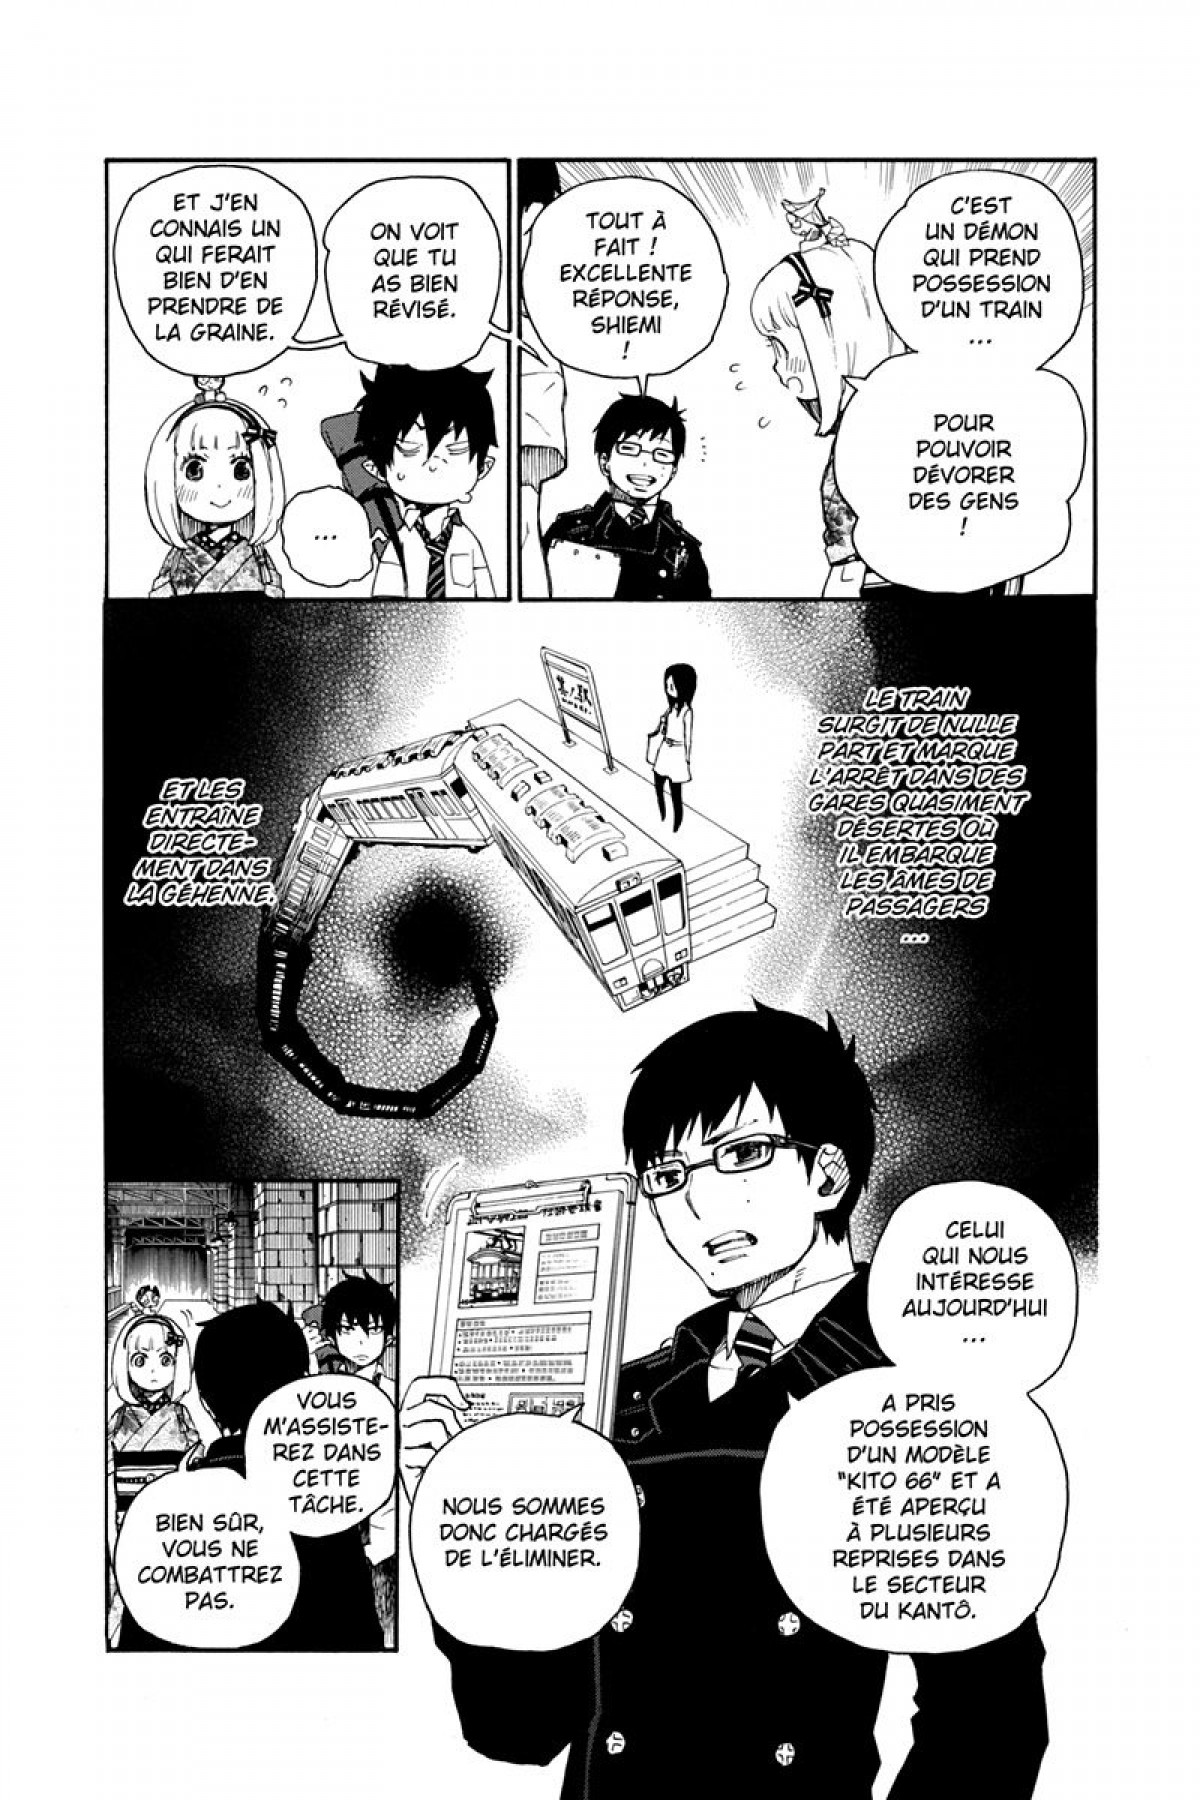 C'EST
UN DÉMON
QUI PREND
POSSESSION
D'UN TRAIN
...
POUR
POUVOIR
DÉVORER
DES GENS
!
TOUT À
FAIT !
EXCELLENTE
RÉPONSE,
SHIEMI
!
ON VOIT
QUE TU
AS BIEN
RÉVISÉ.
ET J'EN
CONNAIS UN
QUI FERAIT
BIEN D'EN
PRENDRE DE
LA GRAINE.
...
LE TRAIN
SURGIT DE NULLE
PART ET MARQUE
L'ARRÊT DANS DES
GARES QUASIMENT
DÉSERTES OÙ
IL EMBARQUE
LES ÂMES DE
PASSAGERS
...
ET LES
ENTRAÎNE
DIRECTE-
MENT DANS
LA GÉHENNE.
CELUI
QUI NOUS
INTÉRESSE
AUJOURD'HUI
...
A PRIS
POSSESSION
D'UN MODÈLE
"KITO 66" ET A
ÉTÉ APERÇU
À PLUSIEURS
REPRISES DANS
LE SECTEUR
DU KANTÔ.
NOUS SOMMES
DONC CHARGÉS
DE L'ÉLIMINER.
VOUS
M'ASSISTE-
REZ DANS
CETTE
TÂCHE.
BIEN SÛR,
VOUS NE
COMBATTREZ
PAS.